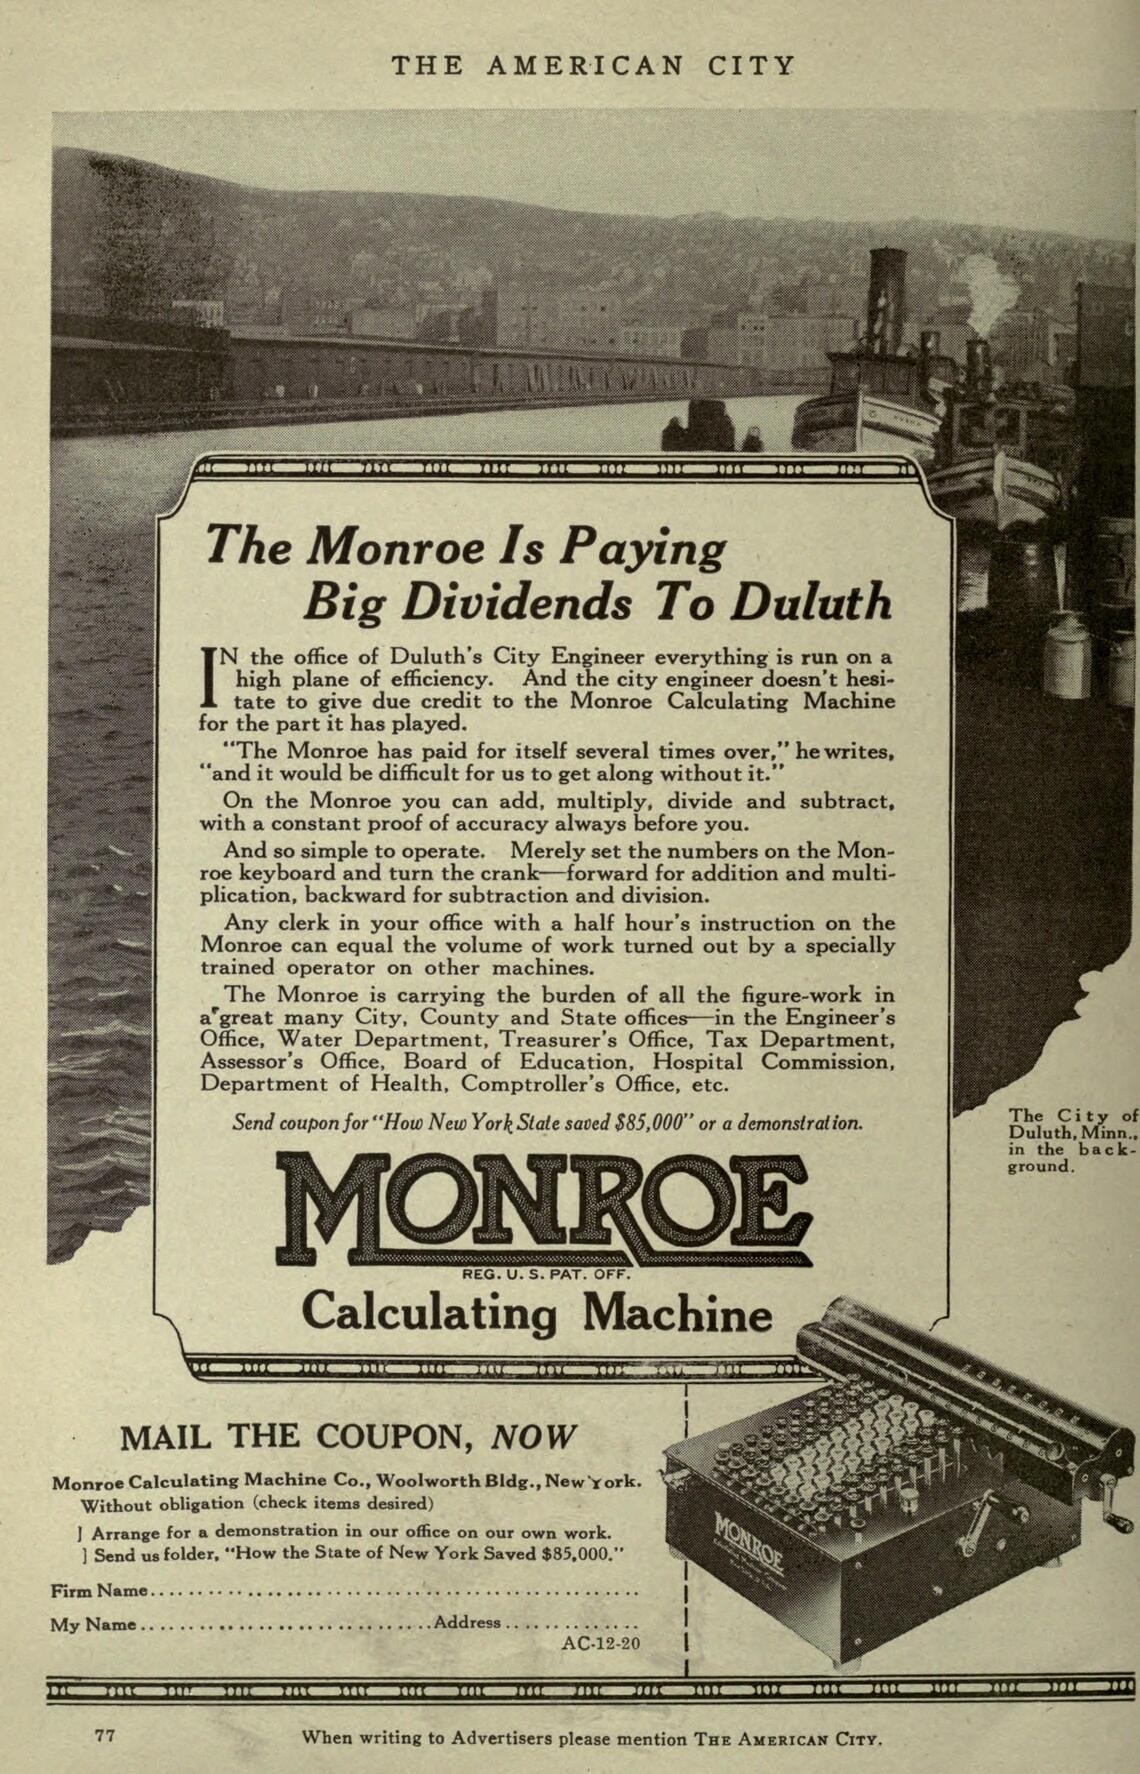 THE AMERICAN CITY
The Monroe Is Paying
Big Dividends To Duluth
IN the office of Duluth's City Engineer everything is run on a
high plane of efficiency. And the city engineer doesn't hesi-
tate to give due credit to the Monroe Calculating Machine
for the part it has played.
"The Monroe has paid for itself several times over," he writes,
"and it would be difficult for us to get along without it."
On the Monroe you can add, multiply, divide and subtract,
with a constant proof of accuracy always before you.
And so simple to operate. Merely set the numbers on the Mon-
roe keyboard and turn the crank—forward for addition and multi-
plication, backward for subtraction and division.
Any clerk in your office with a half hour's instruction on the
Monroe can equal the volume of work turned out by a specially
trained operator on other machines.
The Monroe is carrying the burden of all the figure-work in
a great many City, County and State offices—in the Engineer's
Office, Water Department, Treasurer's Office, Tax Department,
Assessor's Office, Board of Education, Hospital Commission,
Department of Health, Comptroller's Office, etc.
Send coupon for "How New York State saved $85,000" or a demonstration.
The City of
Duluth, Minn.,
in the back-
ground.
MONROE
REG. U. S. PAT. OFF.
Calculating Machine
MAIL THE COUPON, NOW
Monroe Calculating Machine Co., Woolworth Bldg., New York.
Without obligation (check items desired)
] Arrange for a demonstration in our office on our own work.
] Send us folder, "How the State of New York Saved $85,000."
Firm Name
My Name Address
AC-12-20
MONROE
77 When writing to Advertisers please mention THE AMERICAN CITY.